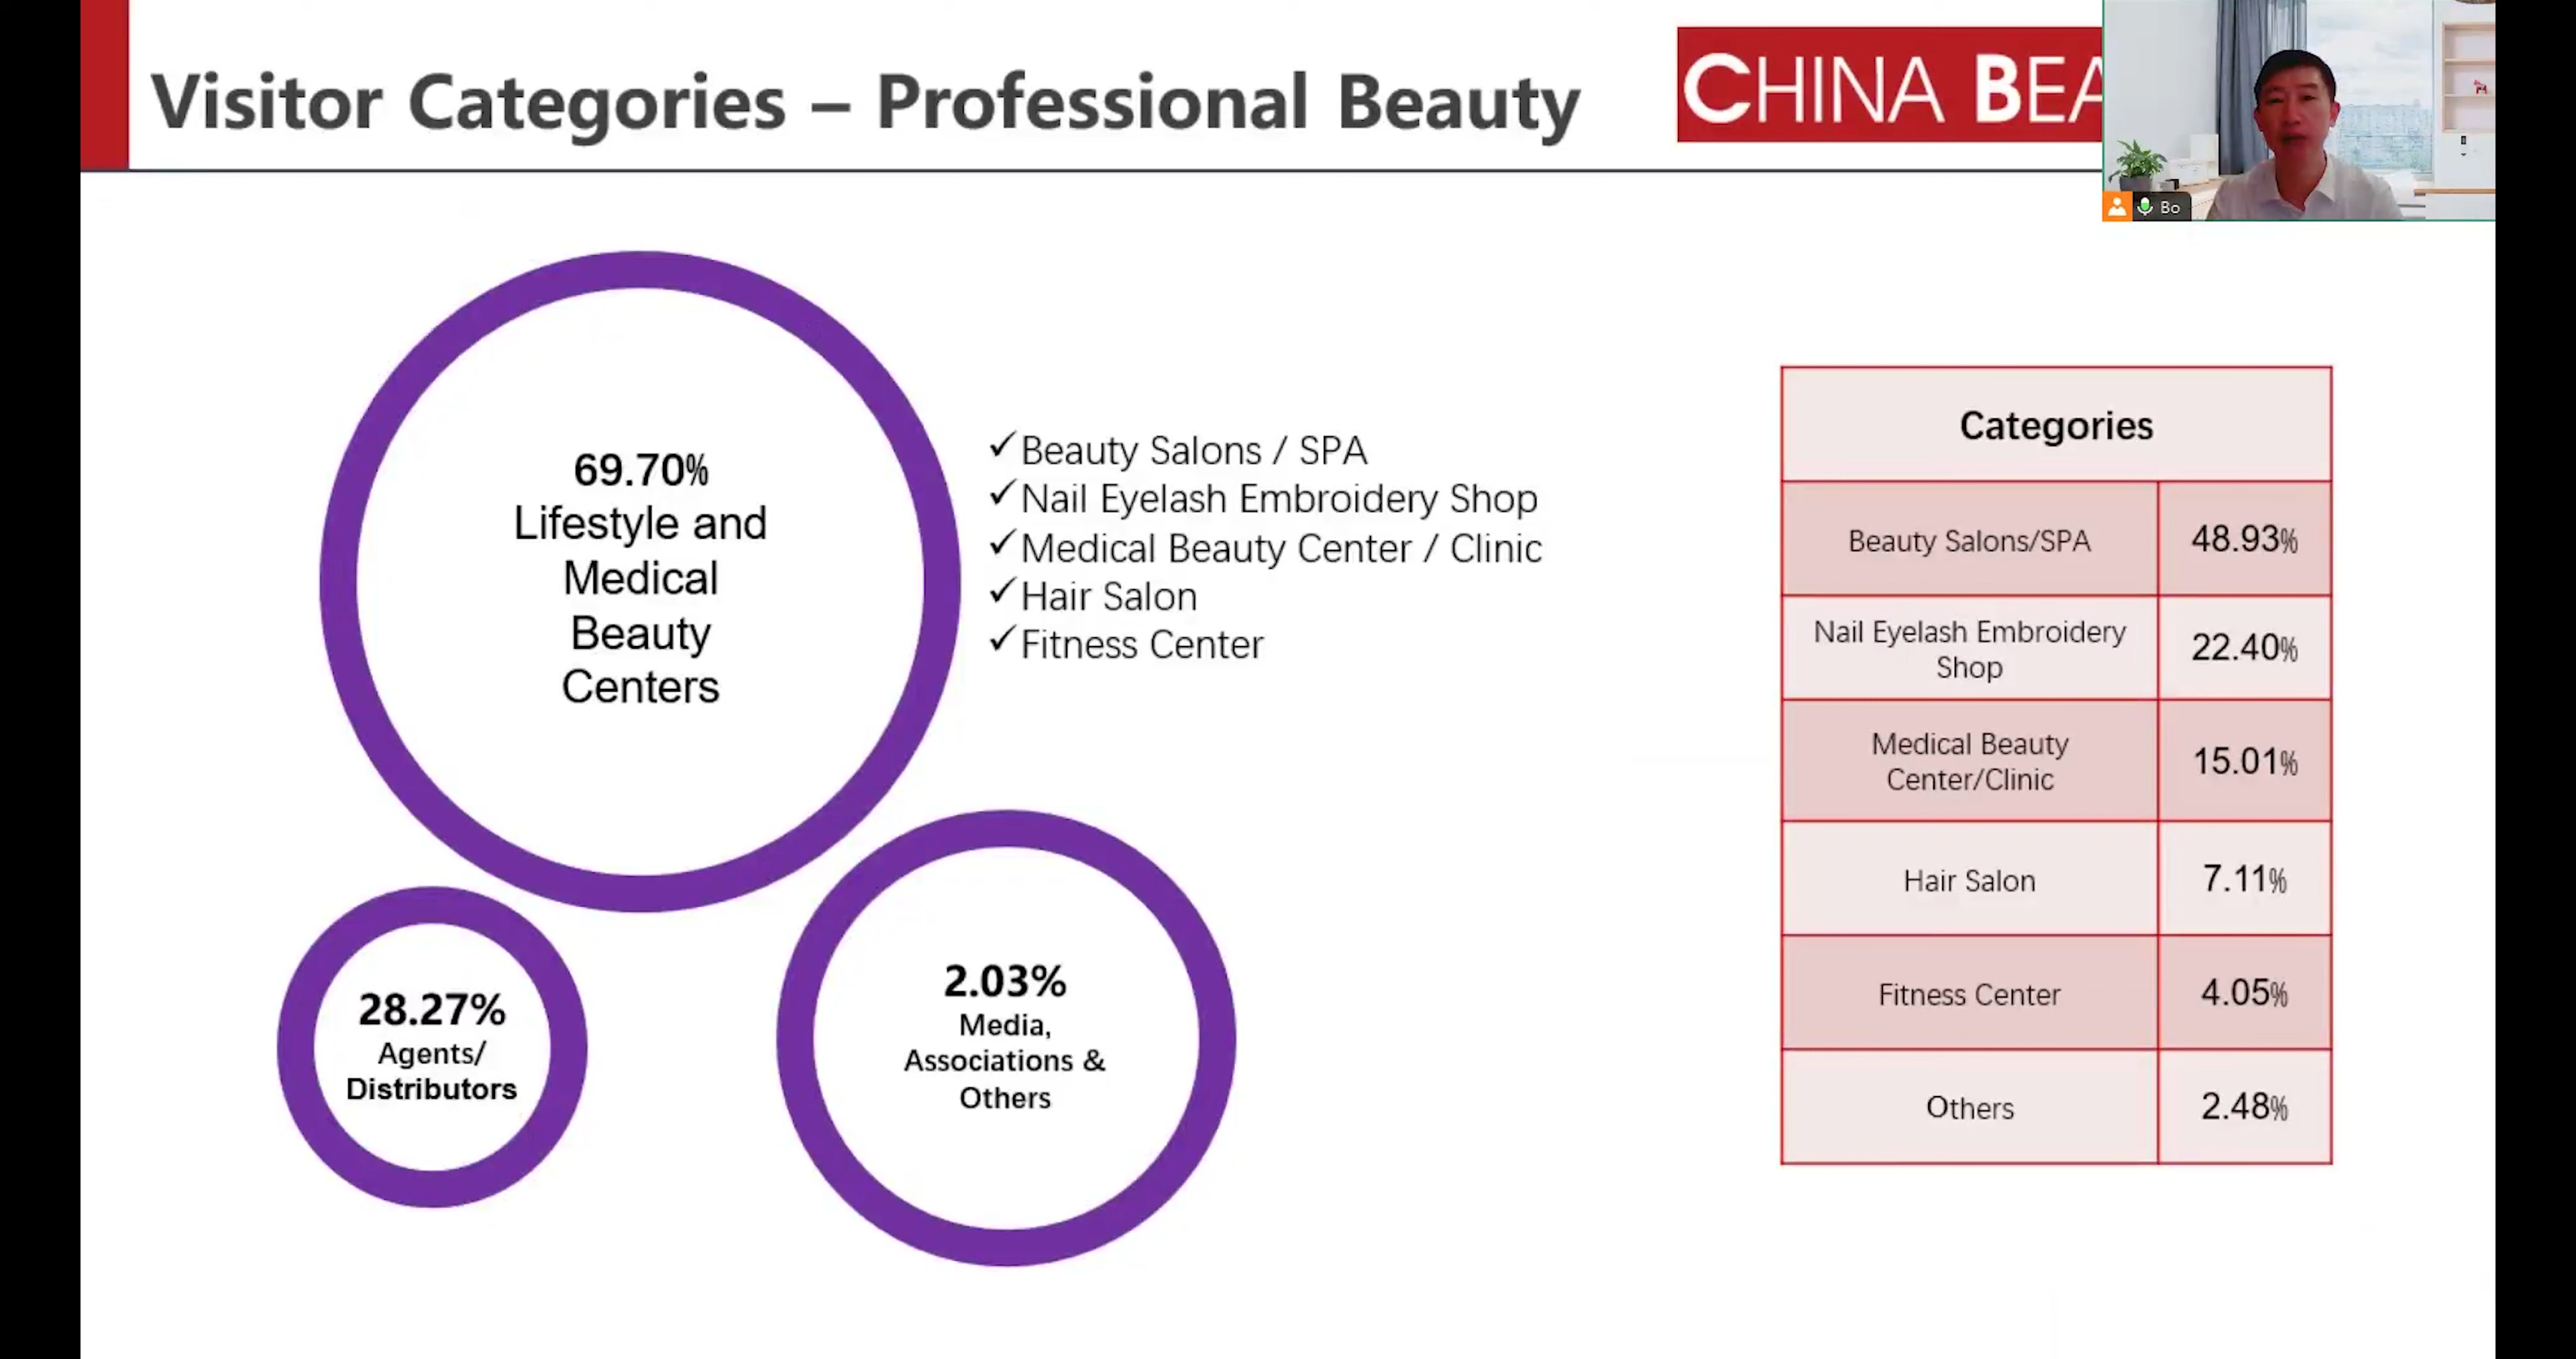 Visitor Categories – Professional Beauty
CHINA BEA
Bo
69.70%
Lifestyle and
Medical
Beauty
Centers
✓Beauty Salons / SPA
✓Nail Eyelash Embroidery Shop
✓Medical Beauty Center / Clinic
✓Hair Salon
✓Fitness Center
28.27%
Agents/
Distributors
2.03%
Media,
Associations &
Others
Categories
Beauty Salons/SPA 48.93%
Nail Eyelash Embroidery
Shop 22.40%
Medical Beauty
Center/Clinic 15.01%
Hair Salon 7.11%
Fitness Center 4.05%
Others 2.48%